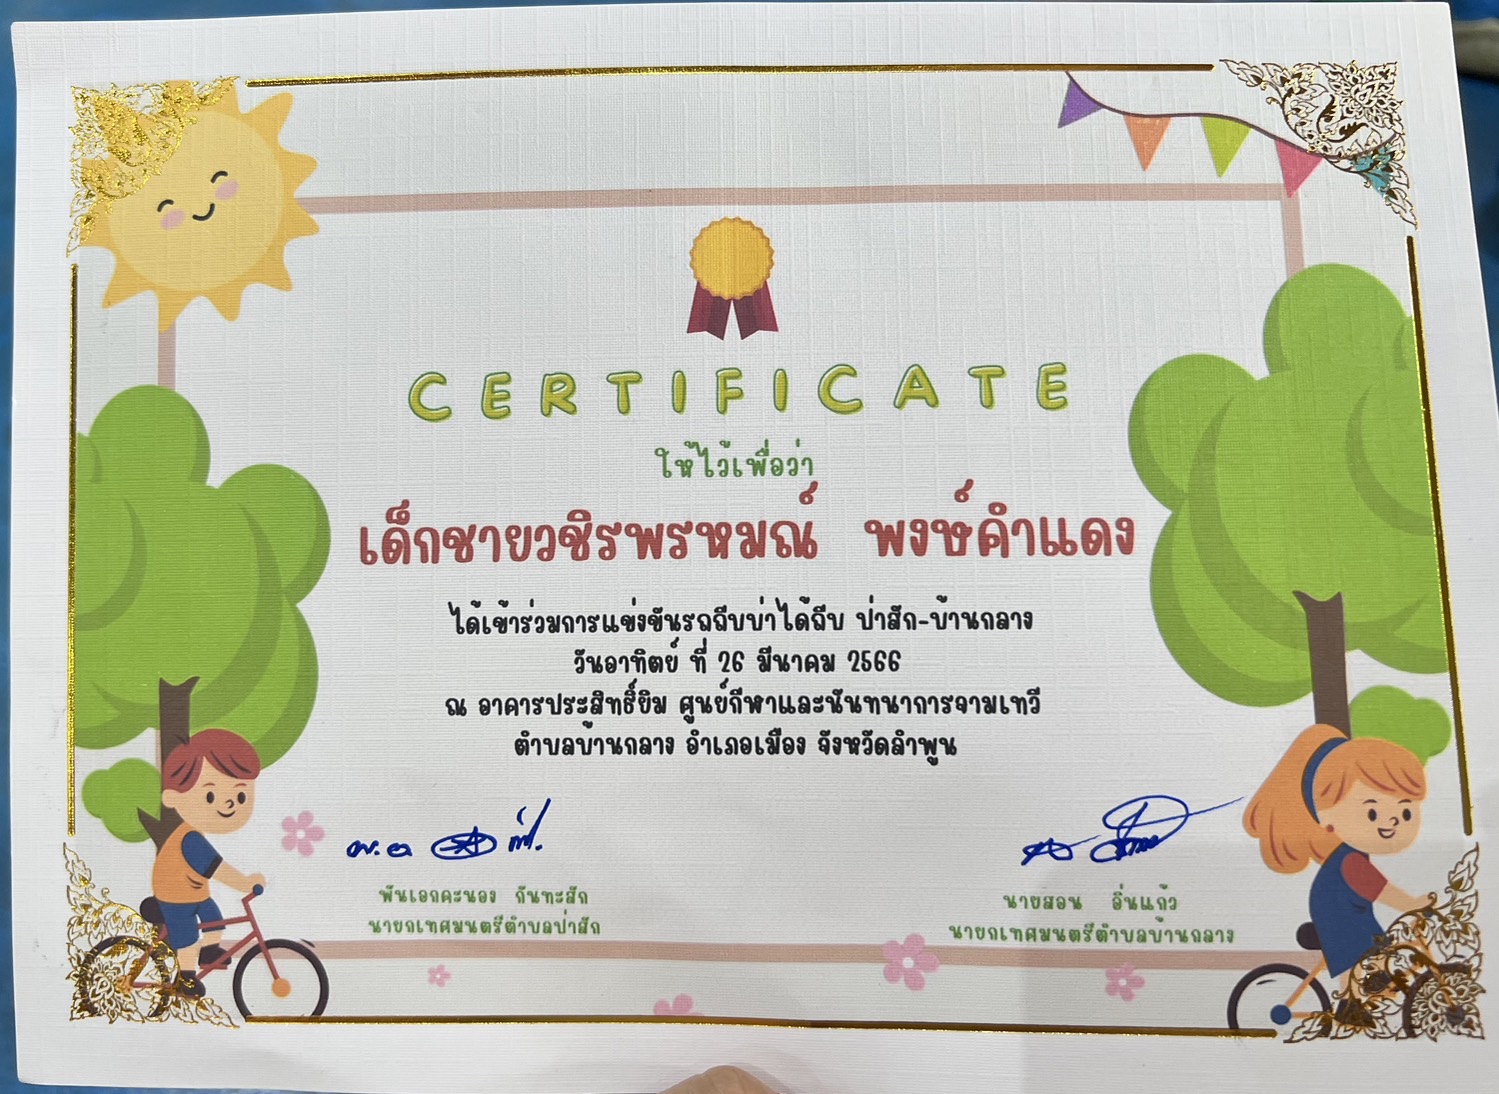 CERTIFICATE
ให้ไว้เพื่อว่า
เด็กชายวชิรพรหมณ์ พงษ์คำแดง
ได้เข้าร่วมการแข่งขันรถถีบบ่าได้ถีบ ป่าสัก-บ้านกลาง
วันอาทิตย์ ที่ 26 มีนาคม 2566
ณ อาคารประสิทธิ์ยิม ศูนย์กีฬาและนันทนาการจามเทวี
ตำบลบ้านกลาง อำเภอเมือง จังหวัดลำพูน
พ.อ.
พันเอกคะนอง กันทะสัก
นายกเทศมนตรีตำบลป่าสัก
นายสอน อิ่นแก้ว
นายกเทศมนตรีตำบลบ้านกลาง